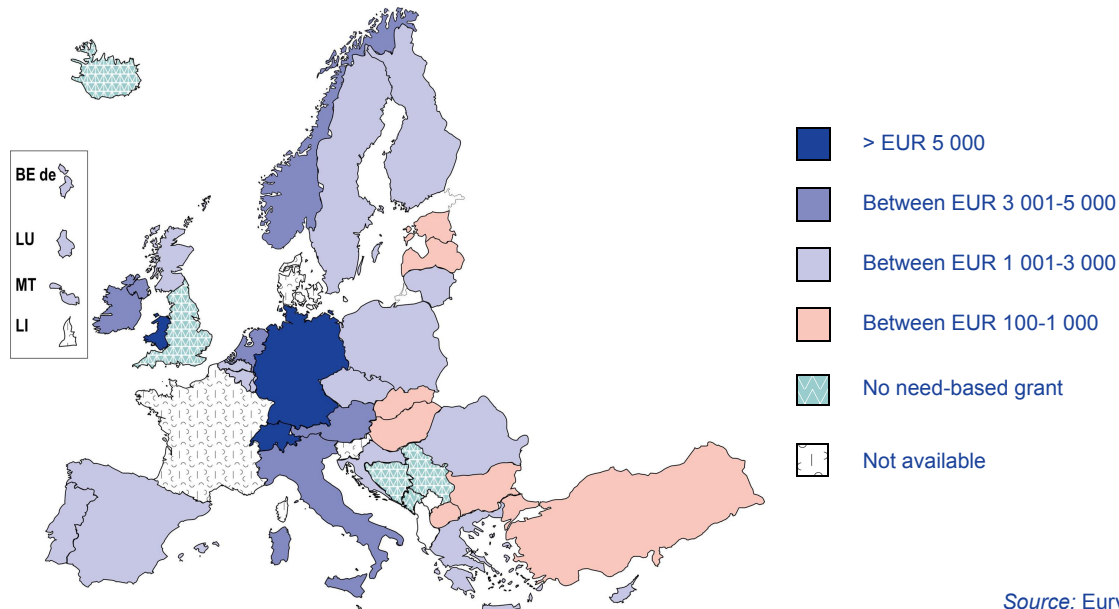 BE de
LU
MT
LI
> EUR 5 000
Between EUR 3 001-5 000
Between EUR 1 001-3 000
Between EUR 100-1 000
No need-based grant
Not available
Source: